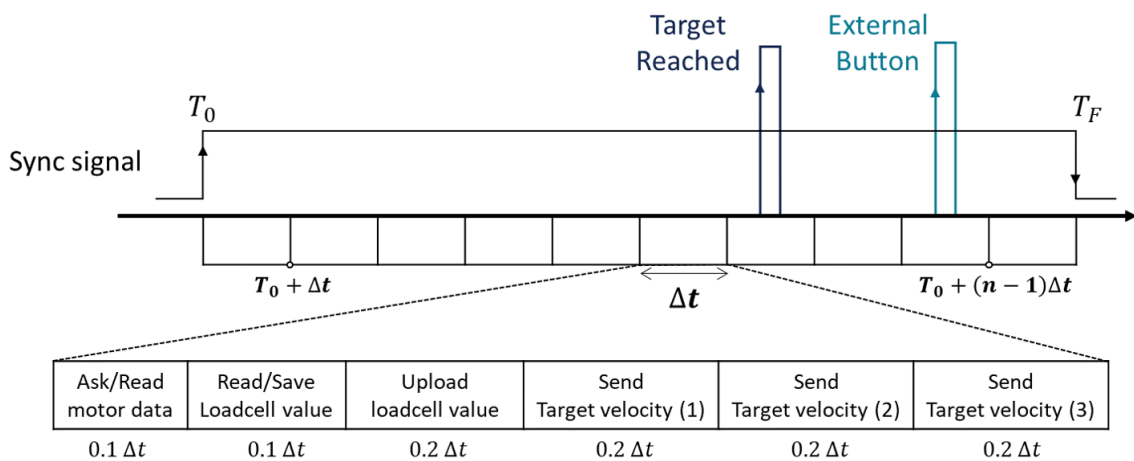 Target
Reached
External
Button
T₀
T_F
Sync signal
T₀ + Δt
Δt
T₀ + (n − 1)Δt
Ask/Read
motor data
Read/Save
Loadcell value
Upload
loadcell value
Send
Target velocity (1)
Send
Target velocity (2)
Send
Target velocity (3)
0.1 Δt
0.1 Δt
0.2 Δt
0.2 Δt
0.2 Δt
0.2 Δt